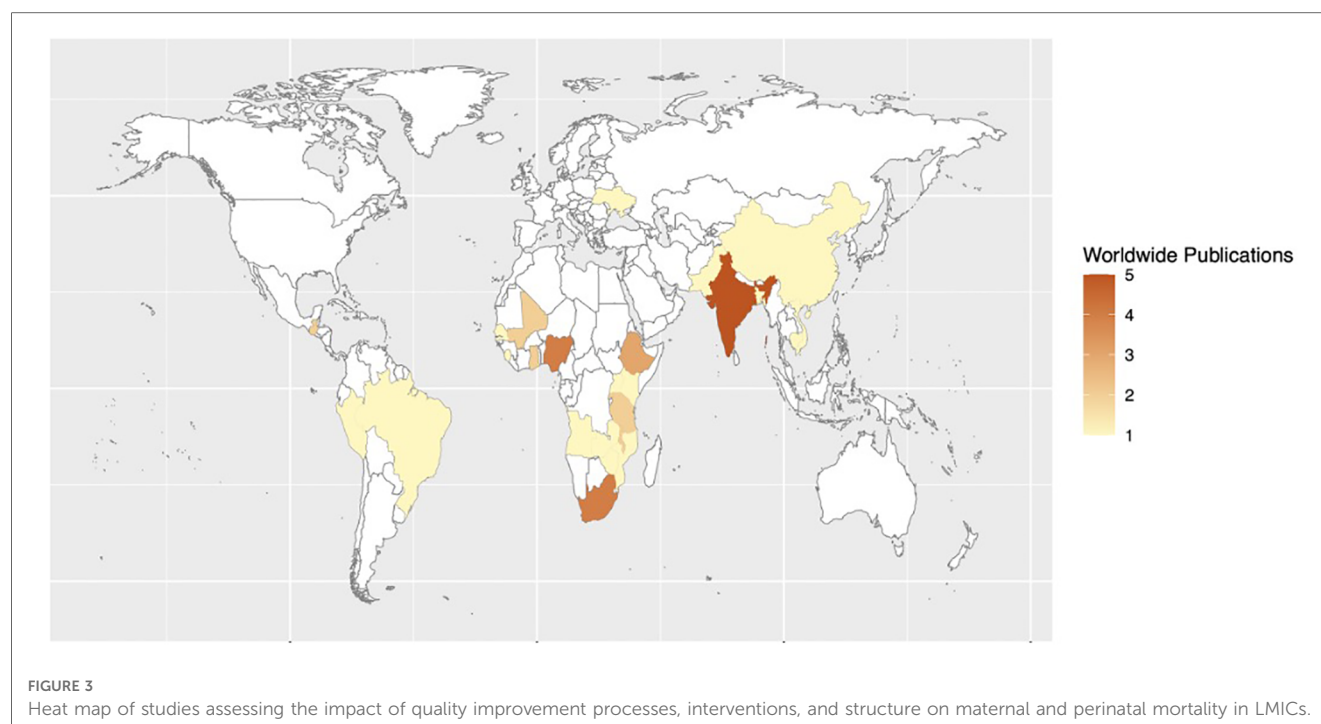 Worldwide Publications
5
4
3
2
1
FIGURE 3
Heat map of studies assessing the impact of quality improvement processes, interventions, and structure on maternal and perinatal mortality in LMICs.